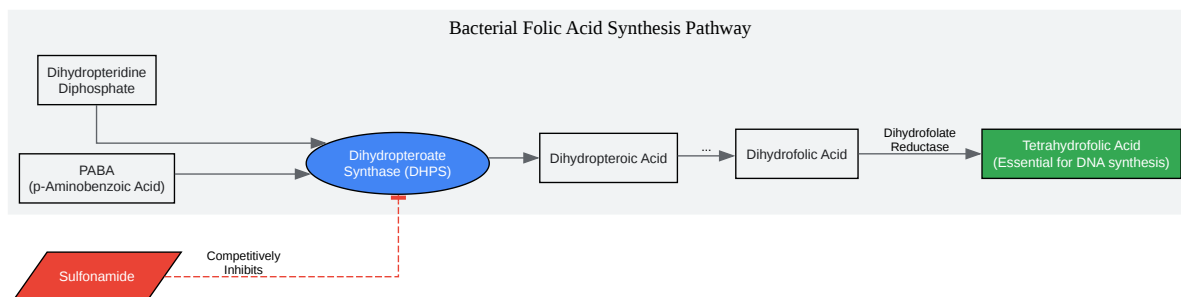 Bacterial Folic Acid Synthesis Pathway
Dihydropteridine
Diphosphate
PABA
(p-Aminobenzoic Acid)
Dihydropteroate
Synthase (DHPS)
Dihydropteroic Acid
...
Dihydrofolic Acid
Dihydrofolate
Reductase
Tetrahydrofolic Acid
(Essential for DNA synthesis)
Sulfonamide
Competitively
Inhibits